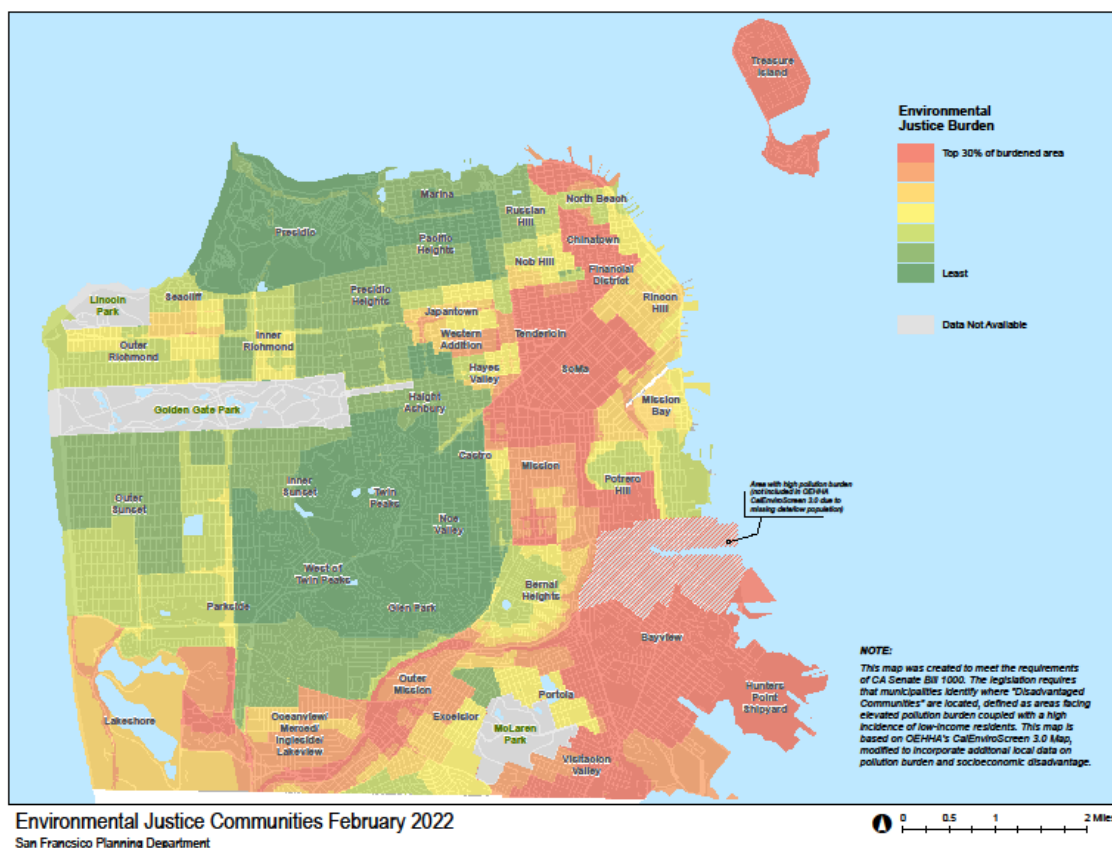 Treasure
Island
Environmental
Justice Burden
Top 30% of burdened area
Least
Data Not Available
Marina
North Beach
Russian
Hill
Presidio
Pacific
Heights
Chinatown
Nob Hill
Financial
District
Lincoln
Park
Seacliff
Presidio
Heights
Rincon
Hill
Japantown
Outer
Richmond
Inner
Richmond
Western
Addition
Tenderloin
Hayes
Valley
SoMa
Golden Gate Park
Haight
Ashbury
Mission
Bay
Castro
Mission
Outer
Sunset
Inner
Sunset
Twin
Peaks
Potrero
Hill
Area with high pollution burden
(not included in OEHHA
CalEnviroScreen 3.0 due to
missing data/low population)
Noe
Valley
West of
Twin Peaks
Bernal
Heights
Parkside
Glen Park
Bayview
Outer
Mission
Portola
Hunters
Point
Shipyard
Lakeshore
Oceanview/
Merced/
Ingleside/
Lakeview
Excelsior
McLaren
Park
Visitacion
Valley
NOTE:
This map was created to meet the requirements
of CA Senate Bill 1000. The legislation requires
that municipalities identify where "Disadvantaged
Communities" are located, defined as areas facing
elevated pollution burden coupled with a high
incidence of low-income residents. This map is
based on OEHHA's CalEnviroScreen 3.0 Map,
modified to incorporate additonal local data on
pollution burden and socioeconomic disadvantage.
Environmental Justice Communities February 2022
San Francsico Planning Department
0 0.5 1 2 Miles